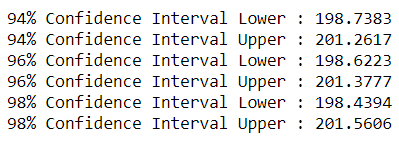 94% Confidence Interval Lower : 198.7383
94% Confidence Interval Upper : 201.2617
96% Confidence Interval Lower : 198.6223
96% Confidence Interval Upper : 201.3777
98% Confidence Interval Lower : 198.4394
98% Confidence Interval Upper : 201.5606